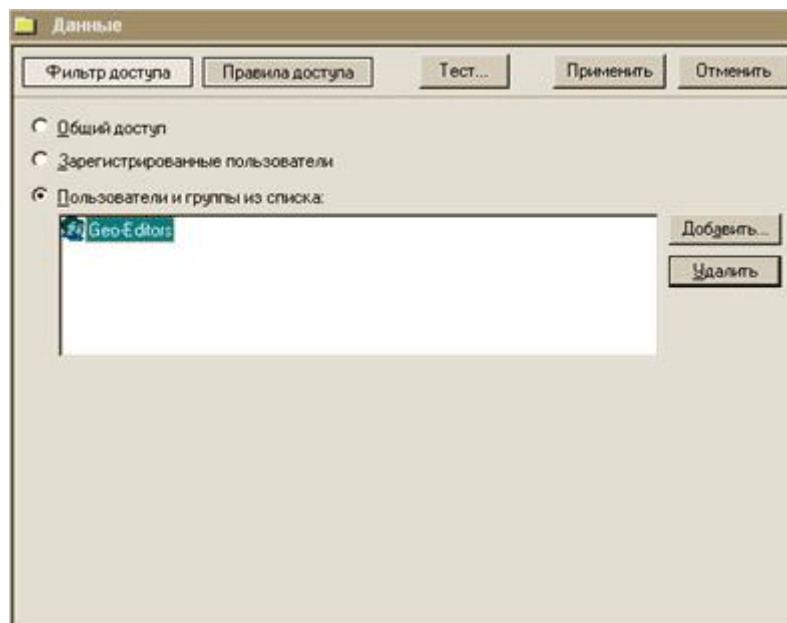 Данные
Фильтр доступа Правила доступа Тест... Применить Отменить
Общий доступ
Зарегистрированные пользователи
Пользователи и группы из списка:
Geo-Editors
Добавить...
Удалить